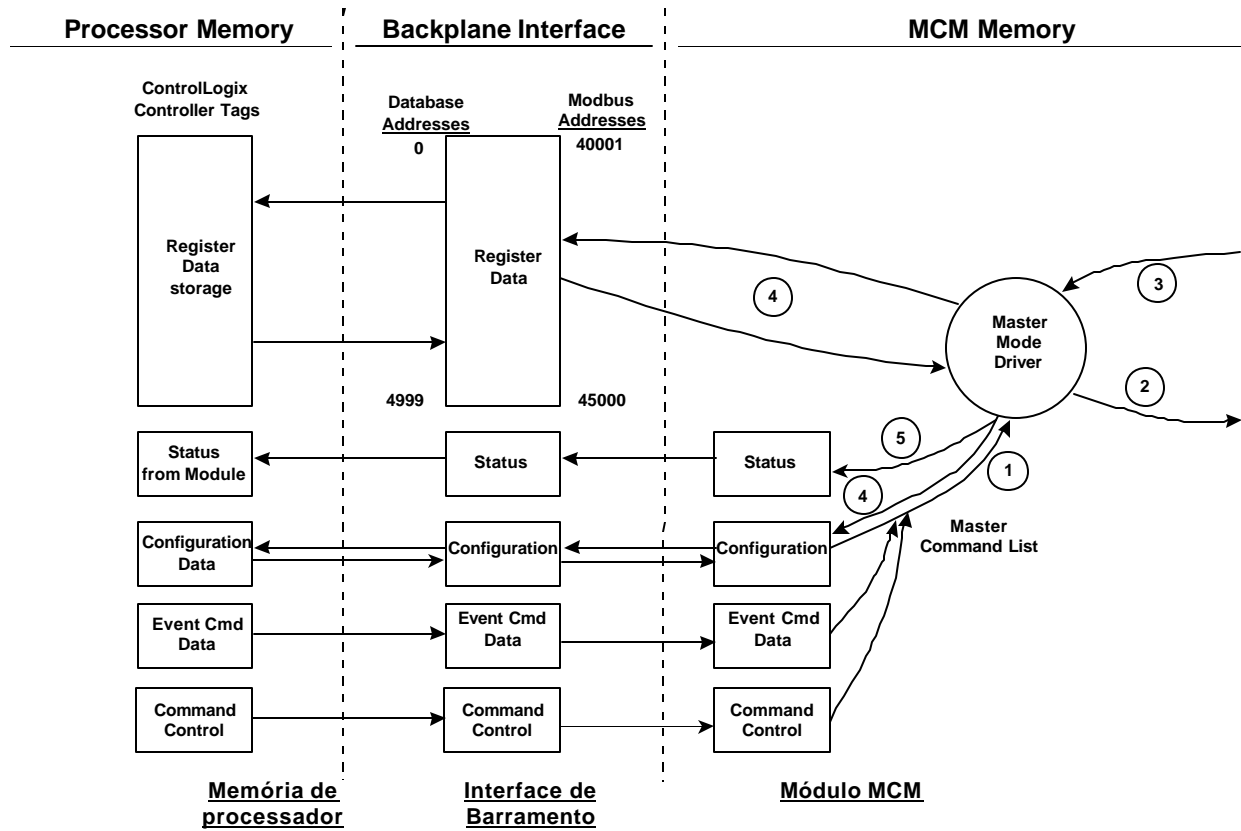 Processor Memory
Backplane Interface
MCM Memory
ControlLogix
Controller Tags
Database
Addresses
0
Modbus
Addresses
40001
Register
Data
storage
Register
Data
4
3
Master
Mode
Driver
2
4999
45000
Status
from Module
Status
Status
5
4
1
Master
Command List
Configuration
Data
Configuration
Configuration
Event Cmd
Data
Event Cmd
Data
Event Cmd
Data
Command
Control
Command
Control
Command
Control
Memória de
processador
Interface de
Barramento
Módulo MCM